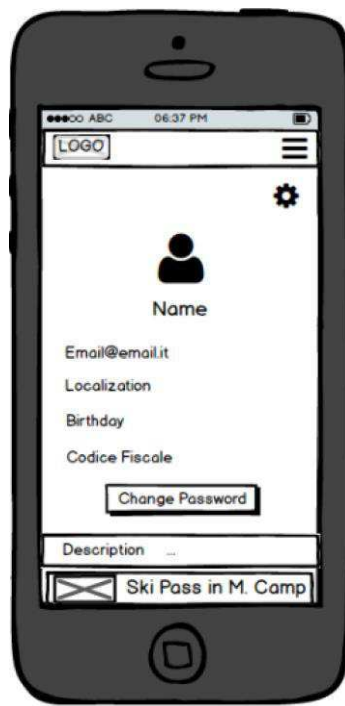 ABC 06:37 PM
LOGO
Name
Email@email.it
Localization
Birthday
Codice Fiscale
Change Password
Description ...
Ski Pass in M. Camp